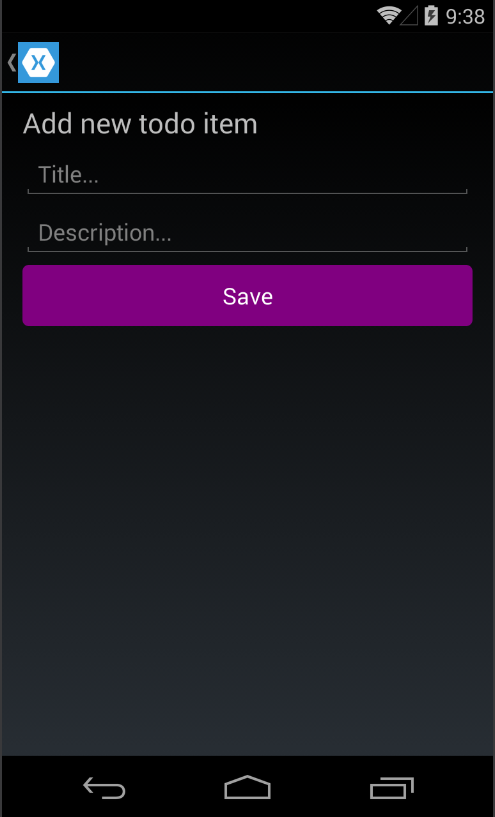 9:38
Add new todo item
Title...
Description...
Save